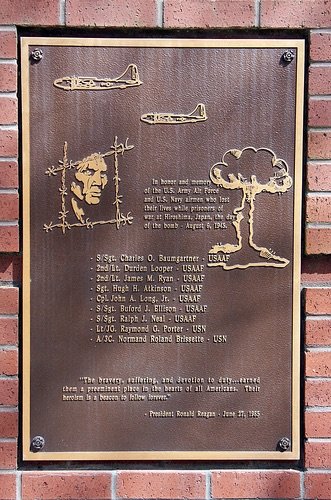 In honor and memory
of the U.S. Army Air Force
and U.S. Navy airmen who lost
their lives while prisoners of
war at Hiroshima, Japan, the day
of the bomb - August 6, 1945.
- S/Sgt. Charles O. Baumgartner - USAAF
- 2nd/Lt. Durden Looper - USAAF
- 2nd/Lt. James M. Ryan - USAAF
- Sgt. Hugh H. Atkinson - USAAF
- Cpl. John A. Long, Jr. - USAAF
- S/Sgt. Buford J. Ellison - USAAF
- S/Sgt. Ralph J. Neal - USAAF
- Lt/JG. Raymond G. Porter - USN
- A/3C. Normand Roland Brissette - USN
"The bravery, suffering, and devotion to duty...earned
them a preeminent place in the hearts of all Americans. Their
heroism is a beacon to follow forever."
- President Ronald Reagan - June 27, 1985